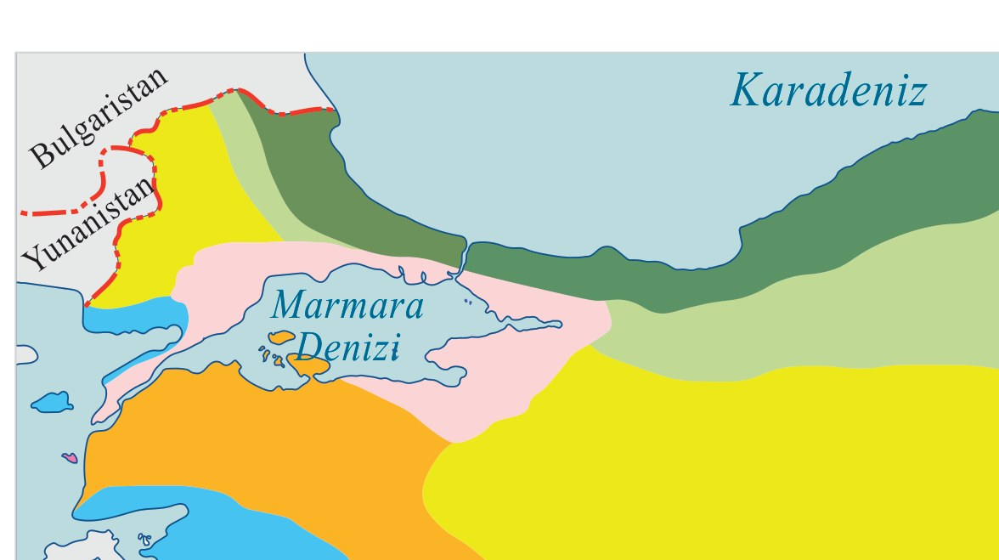 Bulgaristan
Karadeniz
Yunanistan
Marmara
Denizi